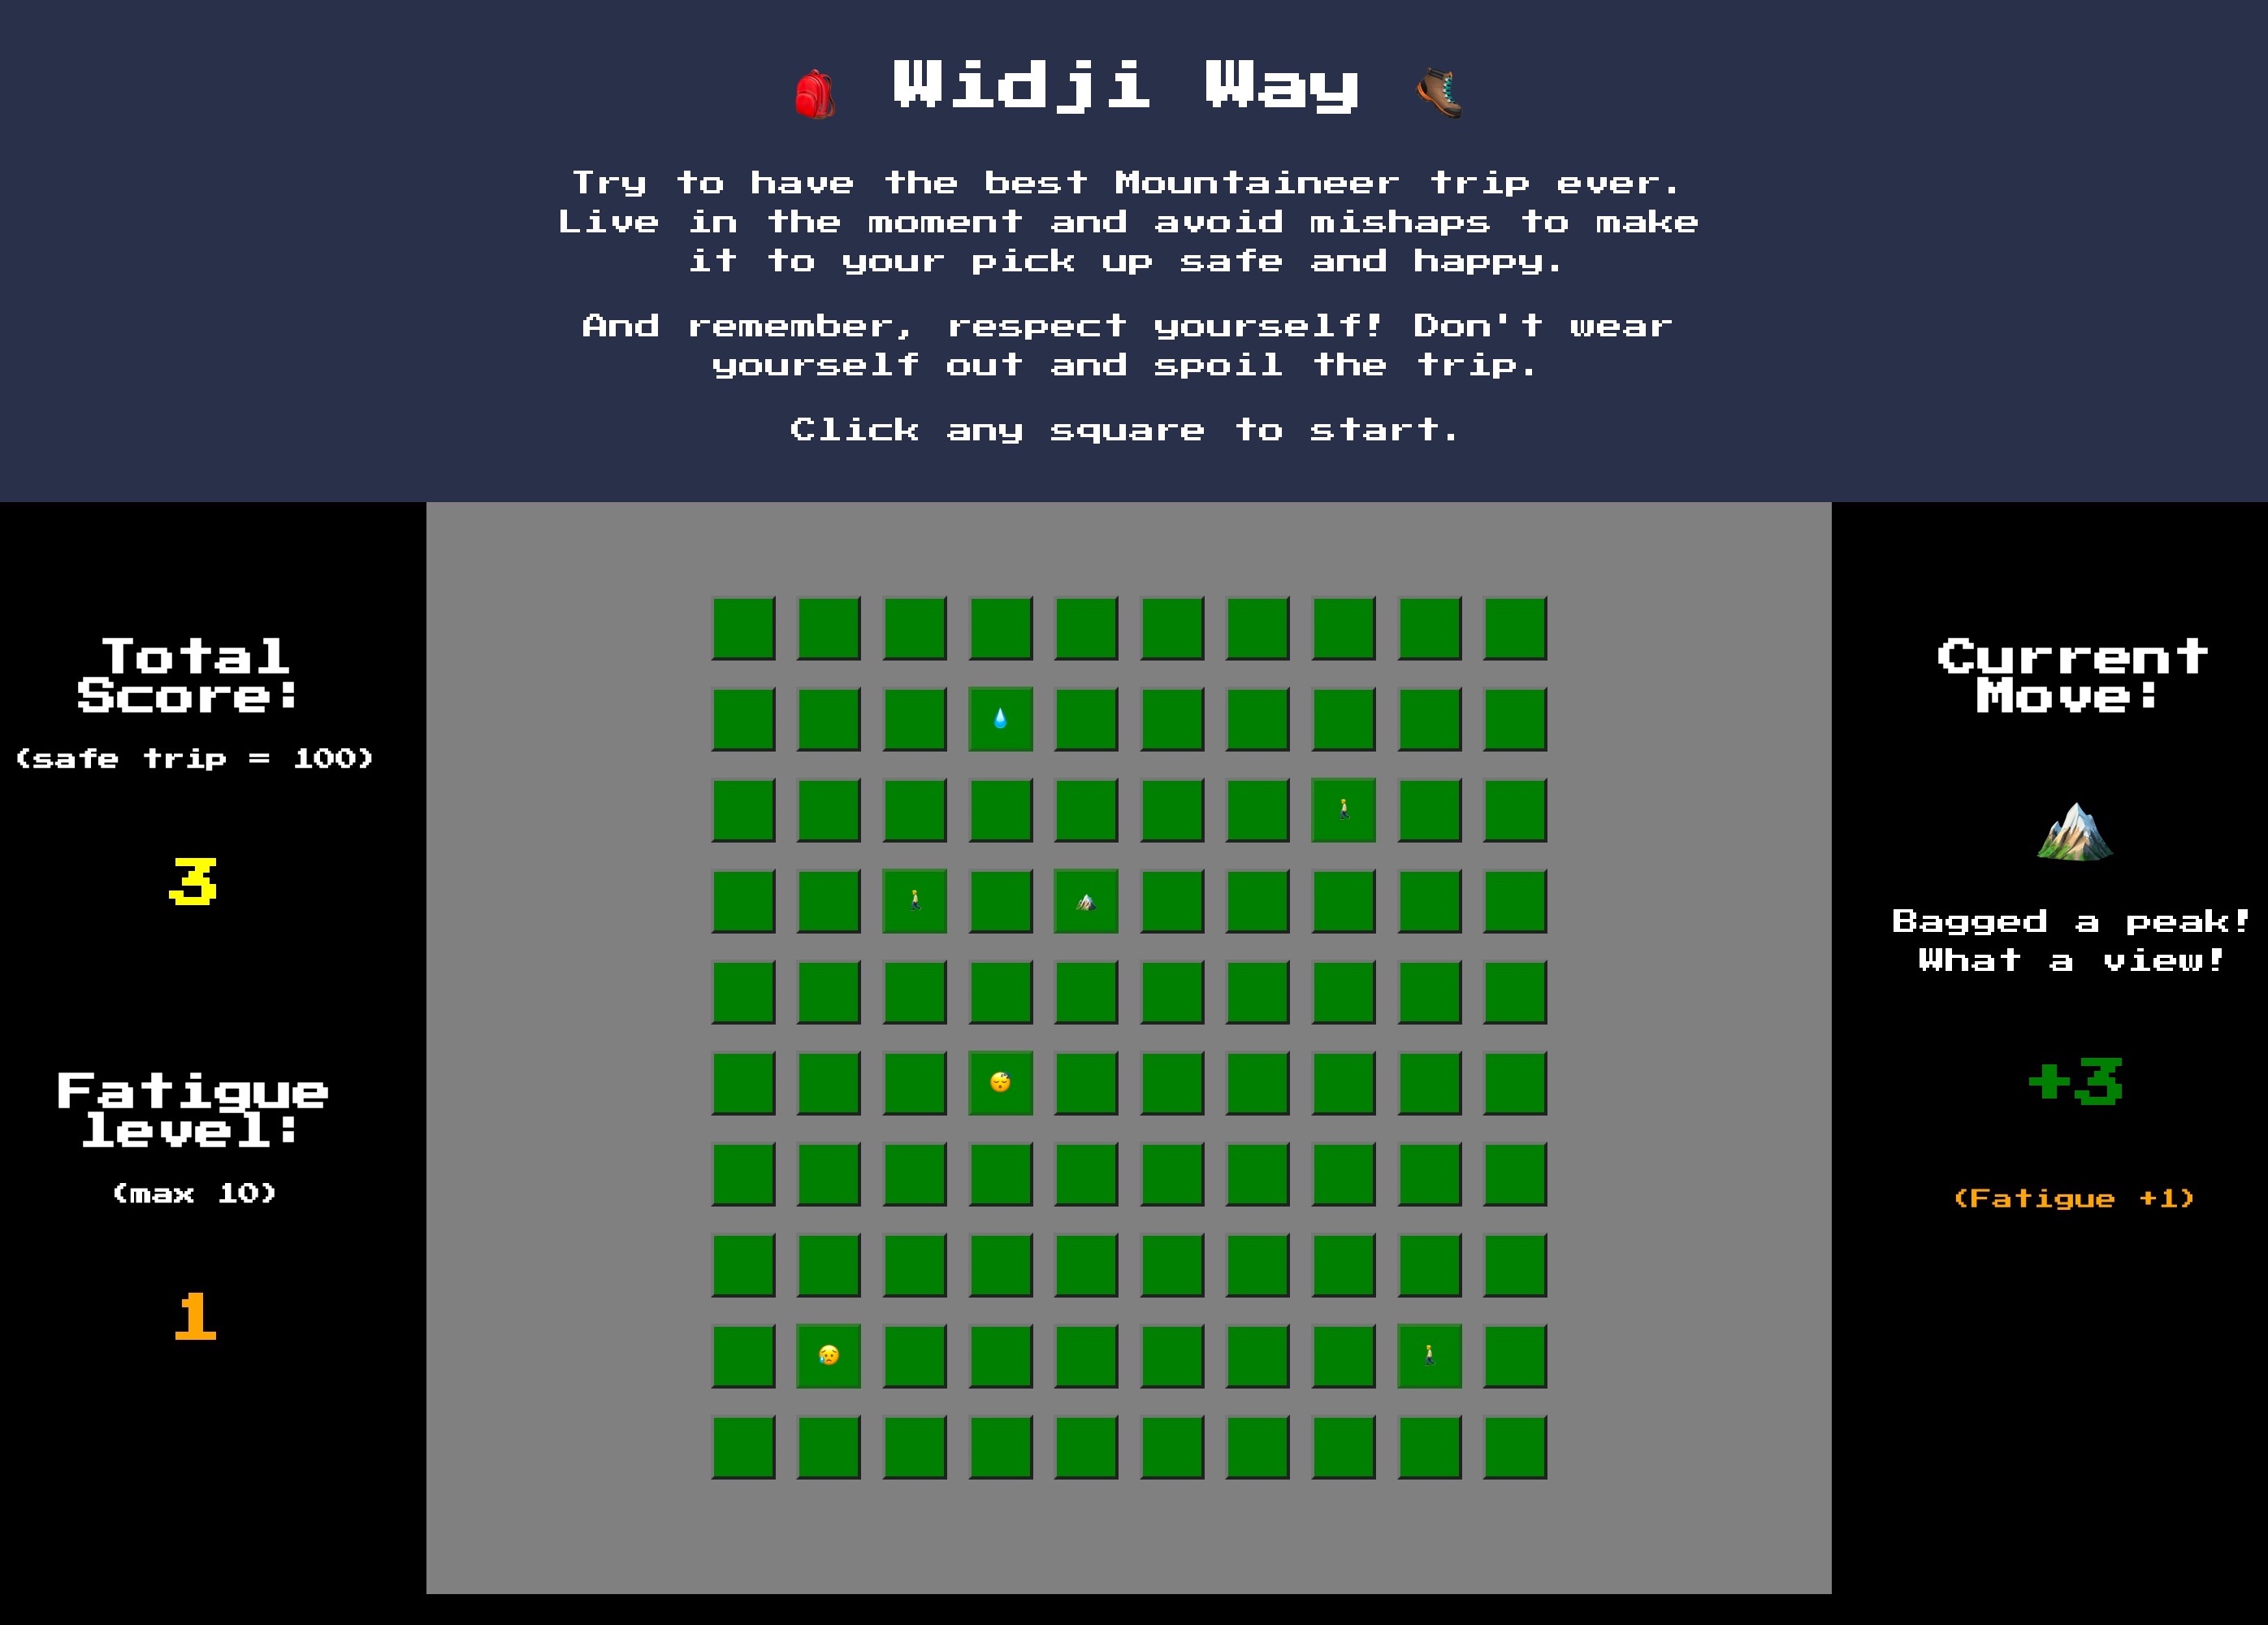 Widji Way
Try to have the best Mountaineer trip ever.
Live in the moment and avoid mishaps to make
it to your pick up safe and happy.
And remember, respect yourself! Don't wear
yourself out and spoil the trip.
Click any square to start.
Total
Score:
(safe trip = 100)
3
Fatigue
level:
(max 10)
1
Current
Move:
Bagged a peak!
What a view!
+3
(Fatigue +1)